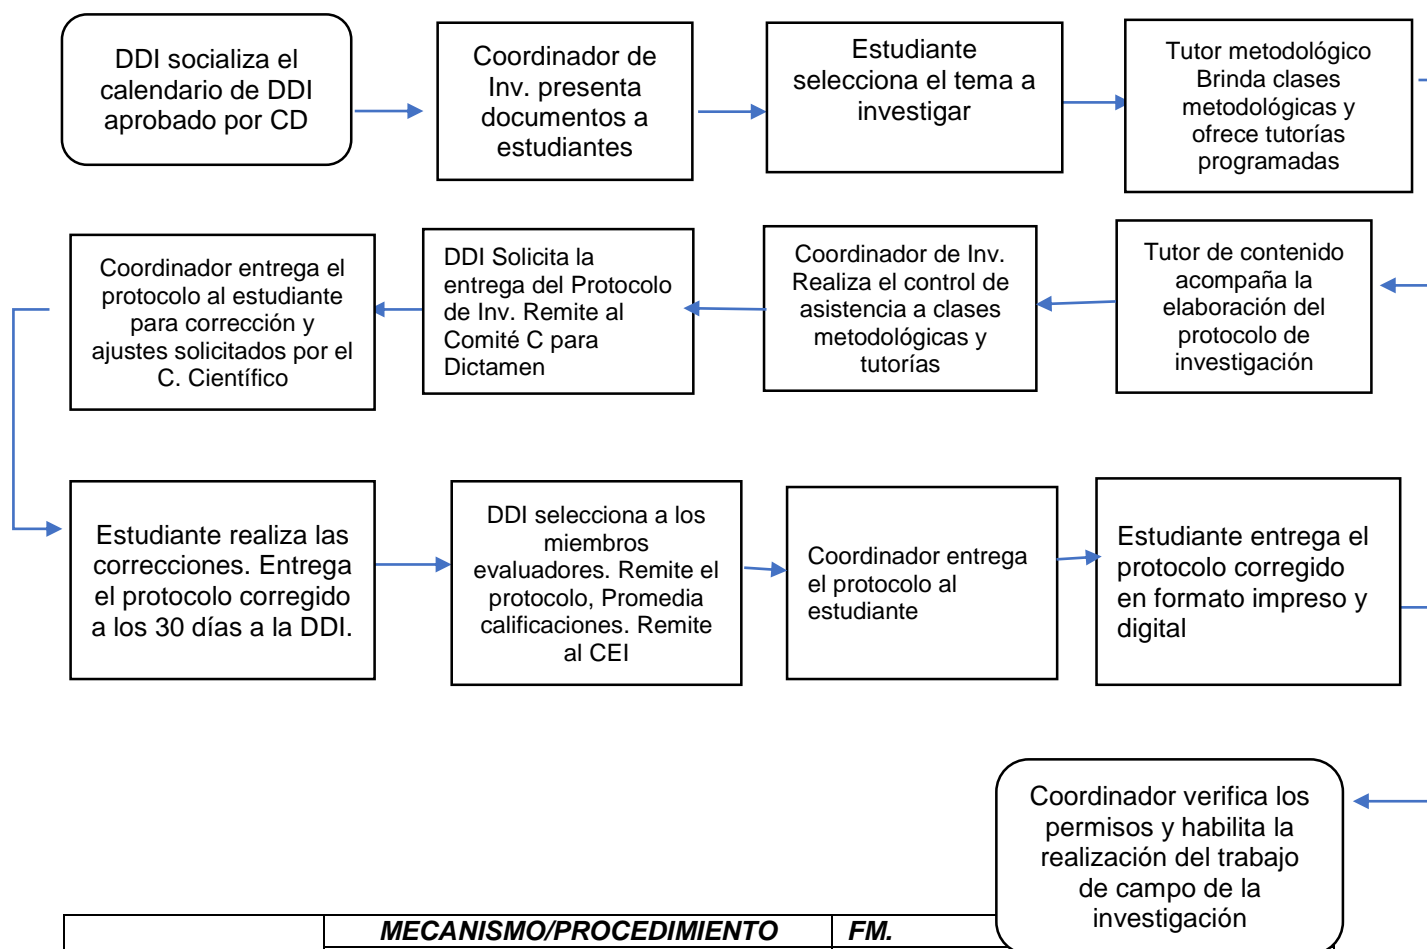 DDI socializa el
calendario de DDI
aprobado por CD
Coordinador de
Inv. presenta
documentos a
estudiantes
Estudiante
selecciona el tema a
investigar
Tutor metodológico
Brinda clases
metodológicas y
ofrece tutorías
programadas
Tutor de contenido
acompaña la
elaboración del
protocolo de
investigación
Coordinador de Inv.
Realiza el control de
asistencia a clases
metodológicas y
tutorías
DDI Solicita la
entrega del Protocolo
de Inv. Remite al
Comité C para
Dictamen
Coordinador entrega el
protocolo al estudiante
para corrección y
ajustes solicitados por el
C. Científico
Estudiante realiza las
correcciones. Entrega
el protocolo corregido
a los 30 días a la DDI.
DDI selecciona a los
miembros
evaluadores. Remite el
protocolo, Promedia
calificaciones. Remite
al CEI
Coordinador entrega
el protocolo al
estudiante
Estudiante entrega el
protocolo corregido
en formato impreso y
digital
Coordinador verifica los
permisos y habilita la
realización del trabajo
de campo de la
investigación
MECANISMO/PROCEDIMIENTO
FM.